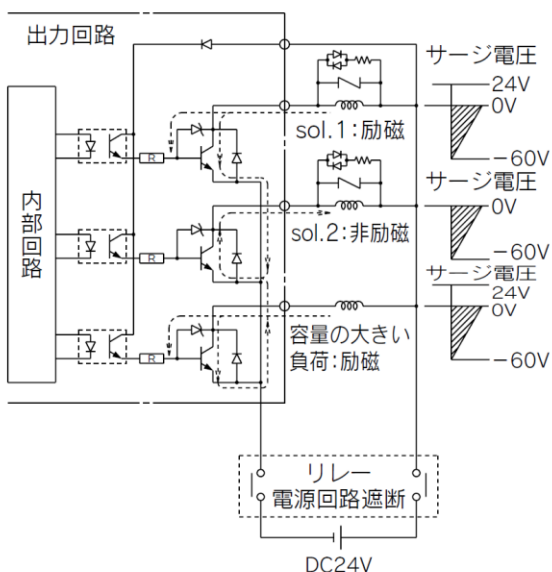 出力回路
内部回路
R
R
R
sol.1:励磁
sol.2:非励磁
容量の大きい
負荷:励磁
サージ電圧
24V
0V
−60V
サージ電圧
0V
−60V
サージ電圧
24V
0V
−60V
リレー
電源回路遮断
DC24V